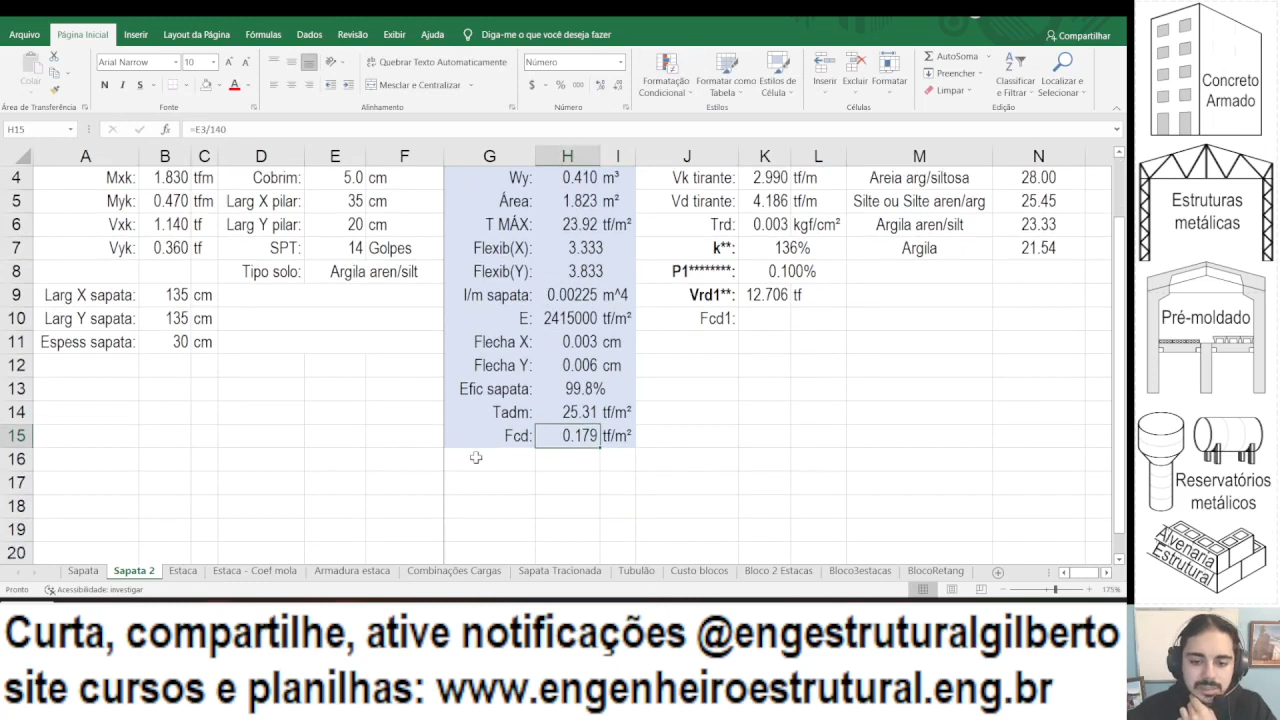 Arquivo Página Inicial Inserir Layout da Página Fórmulas Dados Revisão Exibir Ajuda Diga-me o que você deseja fazer Compartilhar
Colar Arial Narrow 10 Quebrar Texto Automaticamente Número
N I S Mesclar e Centralizar $ % 000
Formatação Condicional Formatar como Tabela Estilos de Célula Inserir Excluir Formatar
AutoSoma
Preencher
Limpar
Classificar e Filtrar Localizar e Selecionar
Área de Transferência Fonte Alinhamento Número Estilos Células Edição
H15 fx =E3/140
A B C D E F G H I J K L M N
4 Mxk: 1.830 tfm Cobrim: 5.0 cm Wy: 0.410 m³ Vk tirante: 2.990 tf/m Areia arg/siltosa 28.00
5 Myk: 0.470 tfm Larg X pilar: 35 cm Área: 1.823 m² Vd tirante: 4.186 tf/m Silte ou Silte aren/arg 25.45
6 Vxk: 1.140 tf Larg Y pilar: 20 cm T MÁX: 23.92 tf/m² Trd: 0.003 kgf/cm² Argila aren/silt 23.33
7 Vyk: 0.360 tf SPT: 14 Golpes Flexib(X): 3.333 k**: 136% Argila 21.54
8 Tipo solo: Argila aren/silt Flexib(Y): 3.833 P1********: 0.100%
9 Larg X sapata: 135 cm I/m sapata: 0.00225 m^4 Vrd1**: 12.706 tf
10 Larg Y sapata: 135 cm E: 2415000 tf/m² Fcd1:
11 Espess sapata: 30 cm Flecha X: 0.003 cm
12 Flecha Y: 0.006 cm
13 Efic sapata: 99.8%
14 Tadm: 25.31 tf/m²
15 Fcd: 0.179 tf/m²
16
17
18
19
20
Sapata Sapata 2 Estaca Estaca - Coef mola Armadura estaca Combinações Cargas Sapata Tracionada Tubulão Custo blocos Bloco 2 Estacas Bloco3estacas BlocoRetang
Pronto Acessibilidade: investigar 175%
Curta, compartilhe, ative notificações @engestruturalgilberto
site cursos e planilhas: www.engenheiroestrutural.eng.br
Concreto
Armado
Estruturas
metálicas
Pré-moldado
Reservatórios
metálicos
Alvenaria
Estrutural